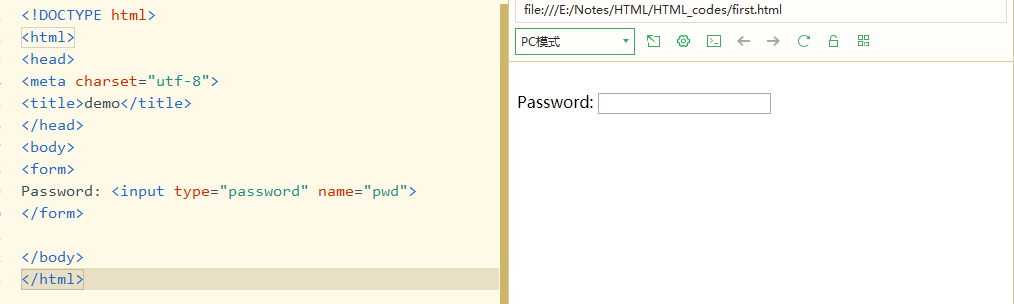 <!DOCTYPE html>
<html>
<head>
<meta charset="utf-8">
<title>demo</title>
</head>
<body>
<form>
Password: <input type="password" name="pwd">
</form>
</body>
</html>
file:///E:/Notes/HTML/HTML_codes/first.html
PC模式
Password: